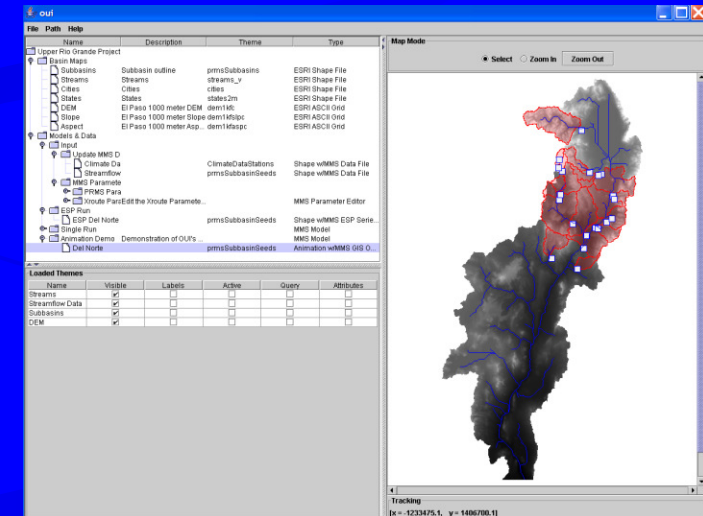 oui
File Path Help
Name Description Theme Type
Upper Rio Grande Project
Basin Maps
Subbasins Subbasin outline prmsSubbasins ESRI Shape File
Streams Streams streams_v ESRI Shape File
Cities Cities cities ESRI Shape File
States States states2m ESRI Shape File
DEM El Paso 1000 meter DEM dem1kfc ESRI ASCII Grid
Slope El Paso 1000 meter Slope dem1kfslpc ESRI ASCII Grid
Aspect El Paso 1000 meter Asp... dem1kfaspc ESRI ASCII Grid
Models & Data
Input
Update MMS D
Climate Da ClimateDataStations Shape w/MMS Data File
Streamflow prmsSubbasinSeeds Shape w/MMS Data File
MMS Paramete
PRMS Para
Xroute Para Edit the Xroute Paramete... MMS Parameter Editor
ESP Run
ESP Del Norte prmsSubbasinSeeds Shape w/MMS ESP Serie...
Single Run MMS Model
Animation Demo Demonstration of OUI's ... MMS Model
Del Norte prmsSubbasinSeeds Animation w/MMS GIS O...
Loaded Themes
Name Visible Labels Active Query Attributes
Streams
Streamflow Data
Subbasins
DEM
Map Mode
Select Zoom In Zoom Out
Tracking
[x = -1233475.1, y = 1406700.1]